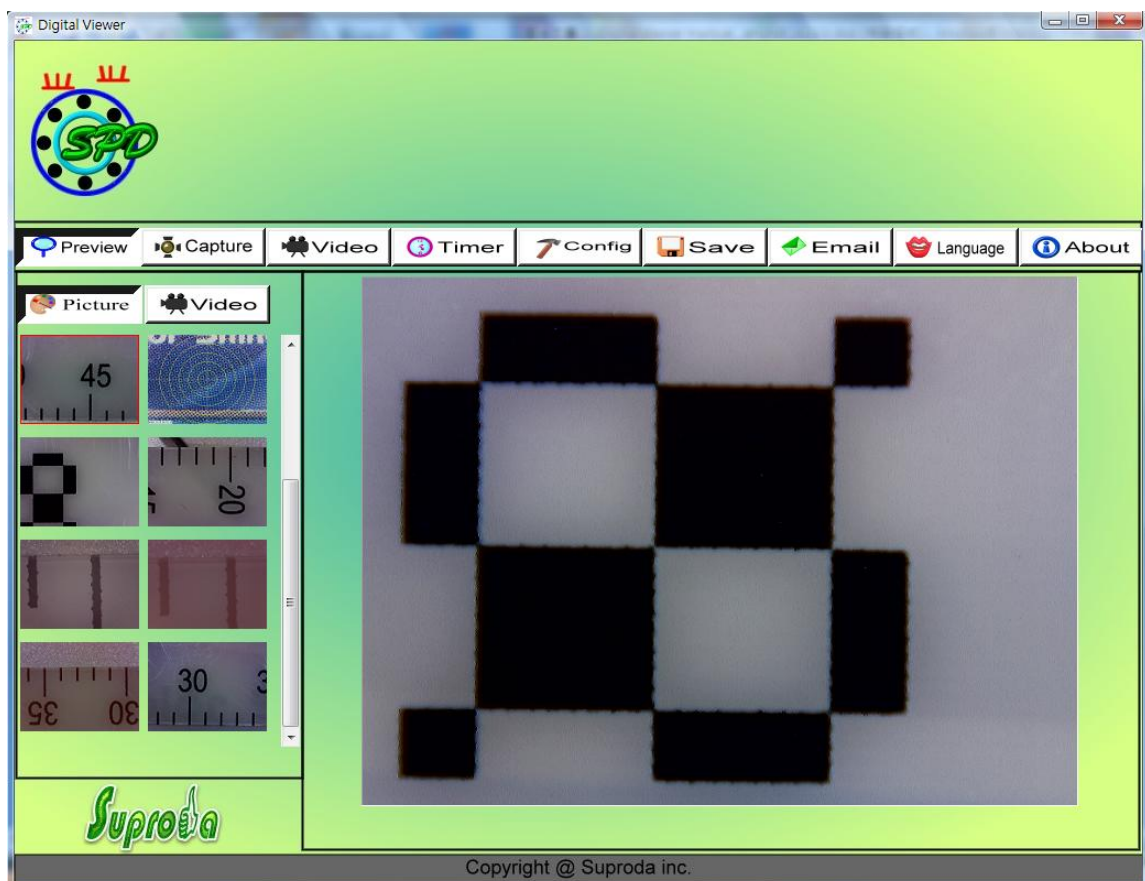 Digital Viewer
SPD
Preview
Capture
Video
Timer
Config
Save
Email
Language
About
Picture
Video
45
20
35
30
30
3
Suproda
Copyright @ Suproda inc.